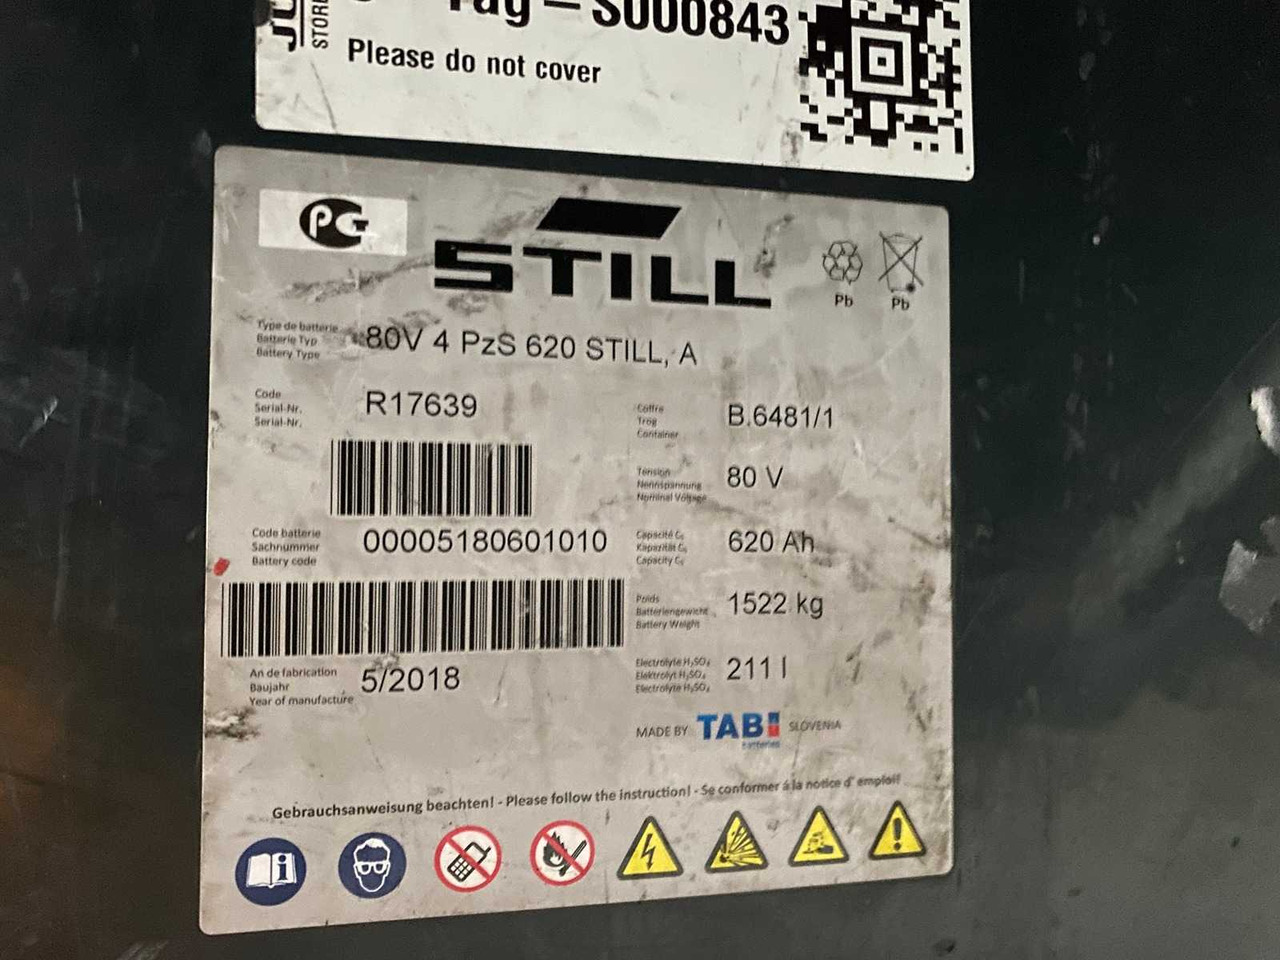 STORE
Tag – S000843
Please do not cover
PG
STILL
Pb
Pb
Type de batterie
Batterie Typ
Battery Type
80V 4 PzS 620 STILL, A
Code
Serial-Nr.
Serial-Nr.
R17639
Coffre
Trog
Container
B.6481/1
Tension
Nennspannung
Nominal Voltage
80 V
Code batterie
Sachnummer
Battery code
00005180601010
Capacité C₅
Kapazität C₅
Capacity C₅
620 Ah
Poids
Batteriengewicht
Battery Weight
1522 kg
An de fabrication
Baujahr
Year of manufacture
5/2018
Electrolyte H₂SO₄
Elektrolyt H₂SO₄
Electrolyte H₂SO₄
211 l
MADE BY TAB SLOVENIA
batteries
Gebrauchsanweisung beachten! - Please follow the instruction! - Se conformer á la notice d' emploi!